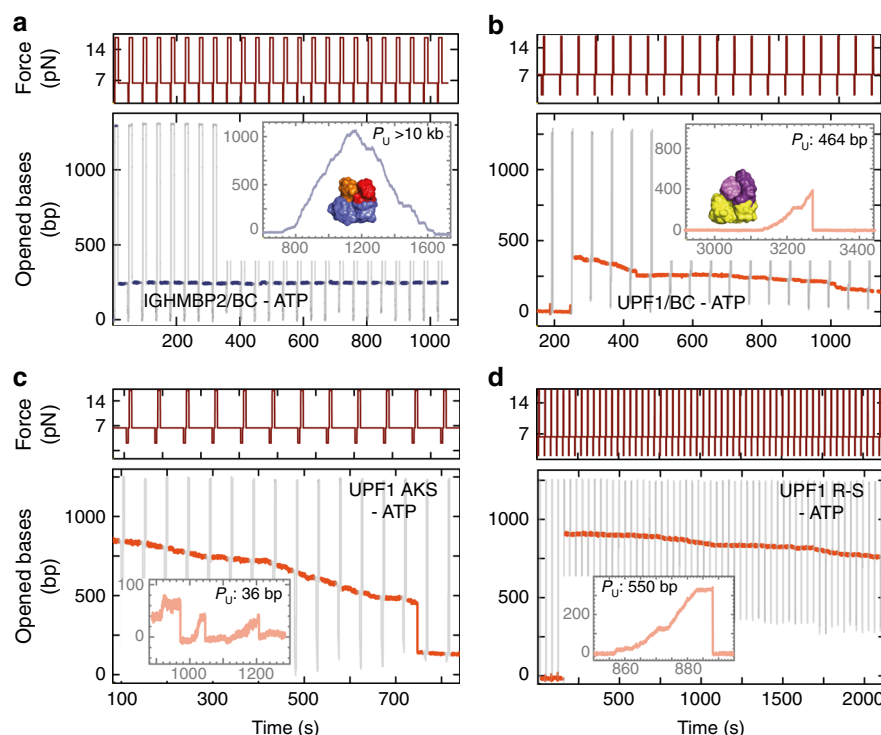 a
Force
(pN)
14
7
Opened bases
(bp)
1000
500
0
200
400
600
800
1000
P_U >10 kb
1000
500
0
800
1200
1600
IGHMBP2/BC - ATP
b
14
7
1000
500
0
200
400
600
800
1000
P_U: 464 bp
800
400
0
3000
3200
3400
UPF1/BC - ATP
c
Force
(pN)
14
7
Opened bases
(bp)
1000
500
0
100
300
500
700
Time (s)
UPF1 AKS
- ATP
P_U: 36 bp
100
0
1000
1200
d
14
7
1000
500
0
500
1000
1500
2000
Time (s)
UPF1 R-S
- ATP
P_U: 550 bp
200
0
860
880